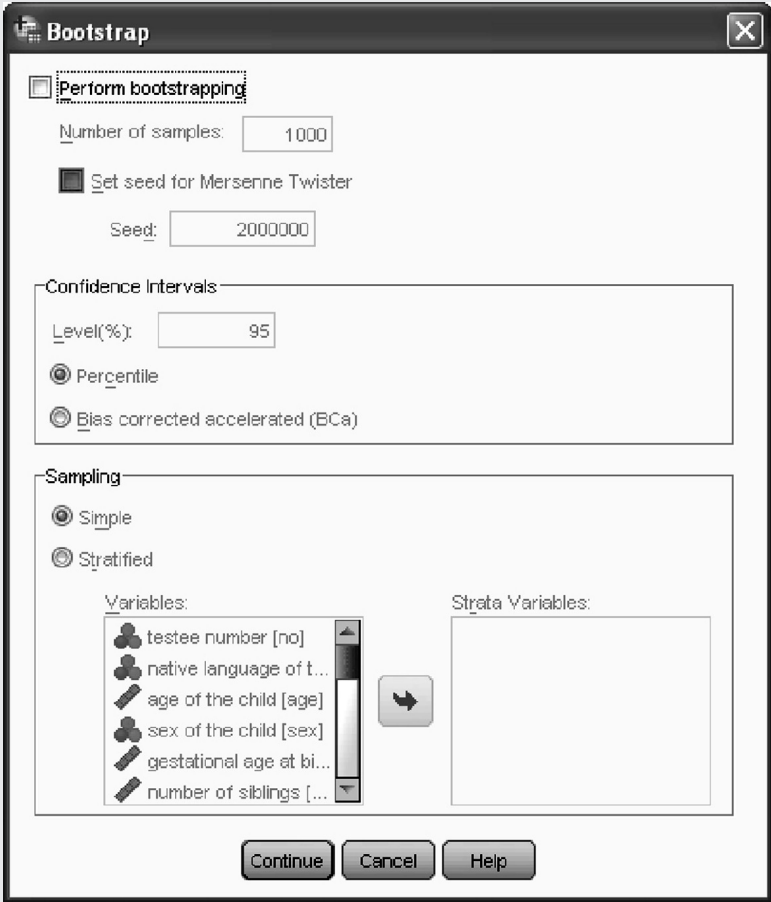 Bootstrap
Perform bootstrapping
Number of samples: 1000
Set seed for Mersenne Twister
Seed: 2000000
Confidence Intervals
Level(%): 95
Percentile
Bias corrected accelerated (BCa)
Sampling
Simple
Stratified
Variables: Strata Variables:
testee number [no]
native language of t...
age of the child [age]
sex of the child [sex]
gestational age at bi...
number of siblings [...
Continue Cancel Help